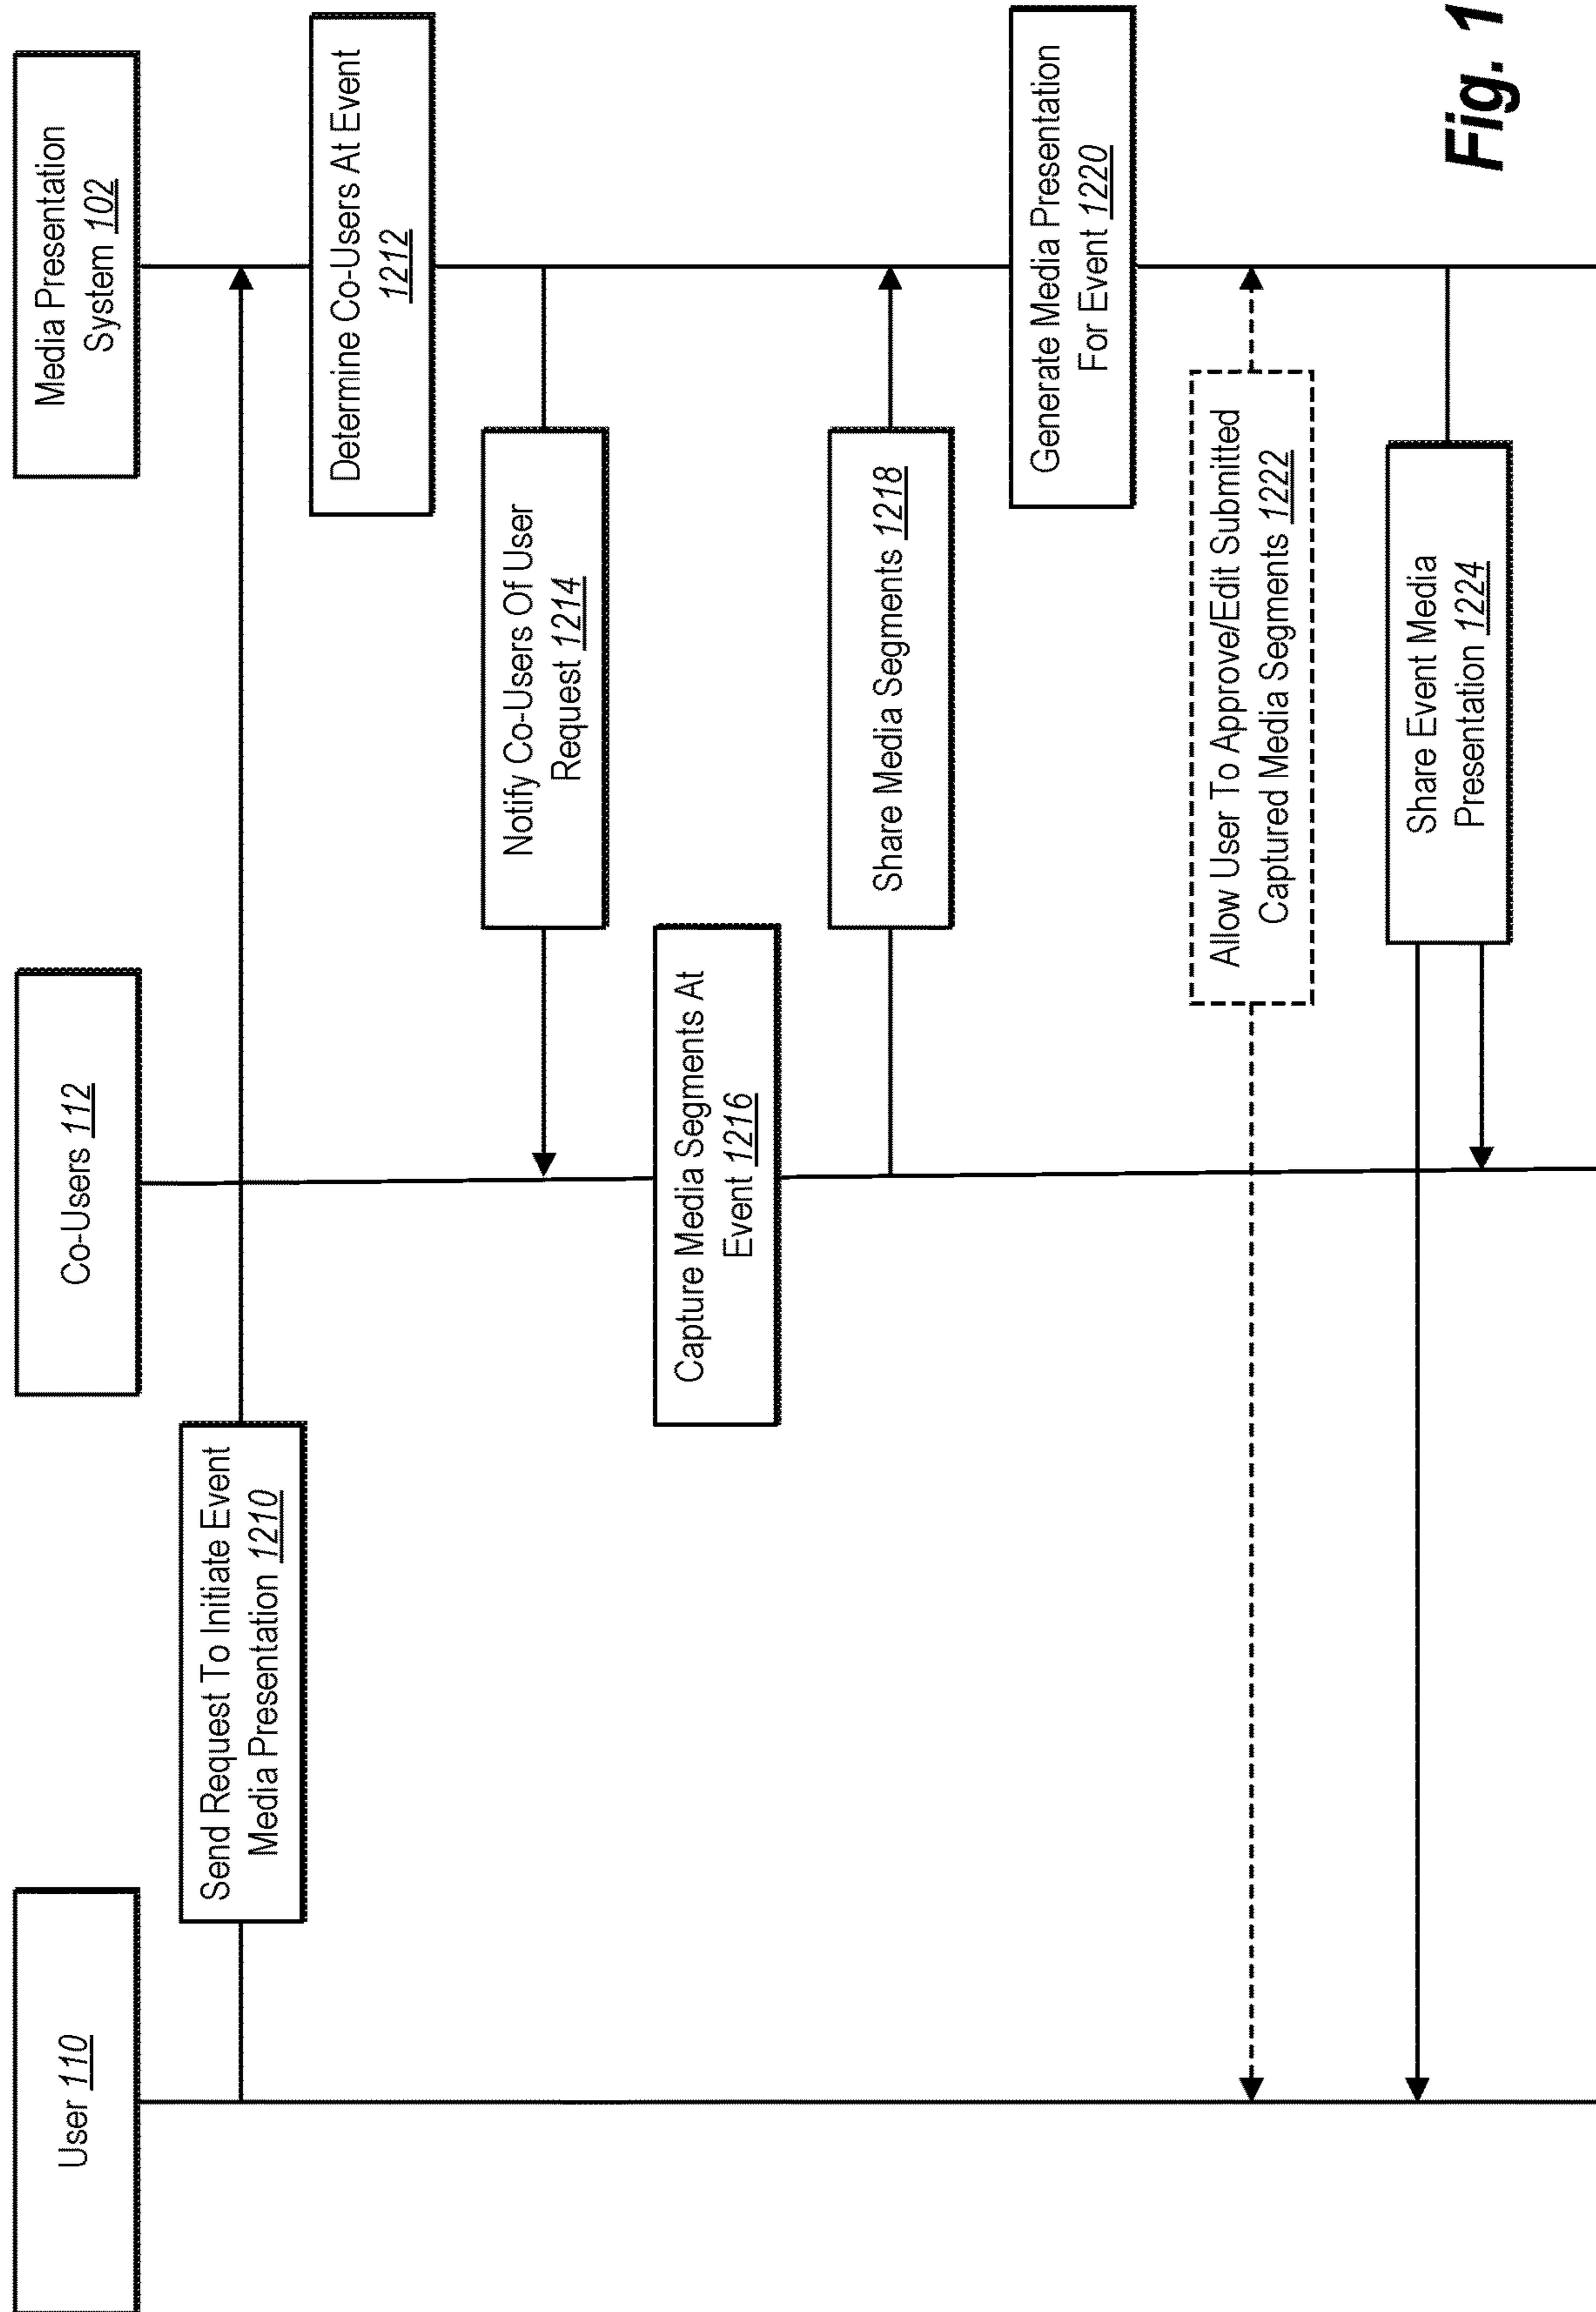 User 110
Co-Users 112
Media Presentation
System 102
Send Request To Initiate Event
Media Presentation 1210
Determine Co-Users At Event
1212
Notify Co-Users Of User
Request 1214
Capture Media Segments At
Event 1216
Share Media Segments 1218
Generate Media Presentation
For Event 1220
Allow User To Approve/Edit Submitted
Captured Media Segments 1222
Share Event Media
Presentation 1224
Fig. 1